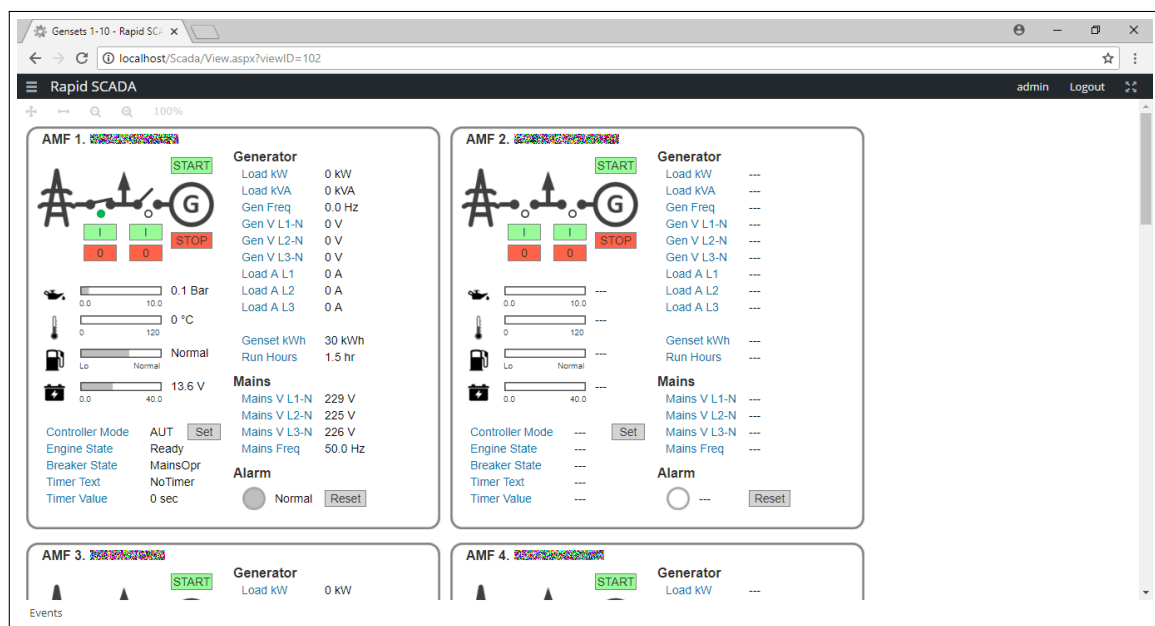 Gensets 1-10 - Rapid SCA
localhost/Scada/View.aspx?viewID=102
Rapid SCADA
admin Logout
100%
AMF 1.
START
G
I I
STOP
0 0
0.1 Bar
0.0 10.0
0 °C
0 120
Normal
Lo Normal
13.6 V
0.0 40.0
Controller Mode AUT Set
Engine State Ready
Breaker State MainsOpr
Timer Text NoTimer
Timer Value 0 sec
Generator
Load kW 0 kW
Load kVA 0 kVA
Gen Freq 0.0 Hz
Gen V L1-N 0 V
Gen V L2-N 0 V
Gen V L3-N 0 V
Load A L1 0 A
Load A L2 0 A
Load A L3 0 A
Genset kWh 30 kWh
Run Hours 1.5 hr
Mains
Mains V L1-N 229 V
Mains V L2-N 225 V
Mains V L3-N 226 V
Mains Freq 50.0 Hz
Alarm
Normal Reset
AMF 2.
START
G
I I
STOP
0 0
---
0.0 10.0
---
0 120
---
Lo Normal
---
0.0 40.0
Controller Mode --- Set
Engine State ---
Breaker State ---
Timer Text ---
Timer Value ---
Generator
Load kW ---
Load kVA ---
Gen Freq ---
Gen V L1-N ---
Gen V L2-N ---
Gen V L3-N ---
Load A L1 ---
Load A L2 ---
Load A L3 ---
Genset kWh ---
Run Hours ---
Mains
Mains V L1-N ---
Mains V L2-N ---
Mains V L3-N ---
Mains Freq ---
Alarm
--- Reset
AMF 3.
START
Generator
Load kW 0 kW
AMF 4.
START
Generator
Load kW ---
Events